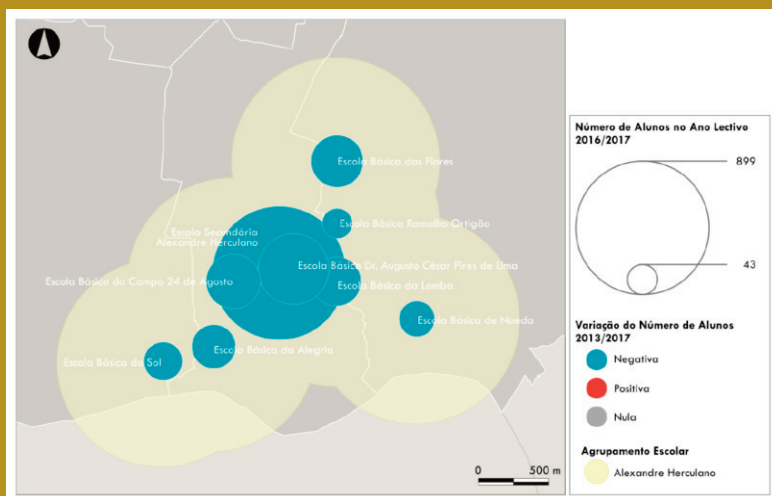 Escola Básica das Flores
Escola Básica Ramalho Ortigão
Escola Secundária
Alexandre Herculano
Escola Básica Dr. Augusto César Pires de Lima
Escola Básica do Campo 24 de Agosto
Escola Básica da Lomba
Escola Básica de Noeda
Escola Básica da Alegria
Escola Básica do Sol
0 500 m
Número de Alunos no Ano Lectivo
2016/2017
899
43
Variação do Número de Alunos
2013/2017
Negativa
Positiva
Nula
Agrupamento Escolar
Alexandre Herculano